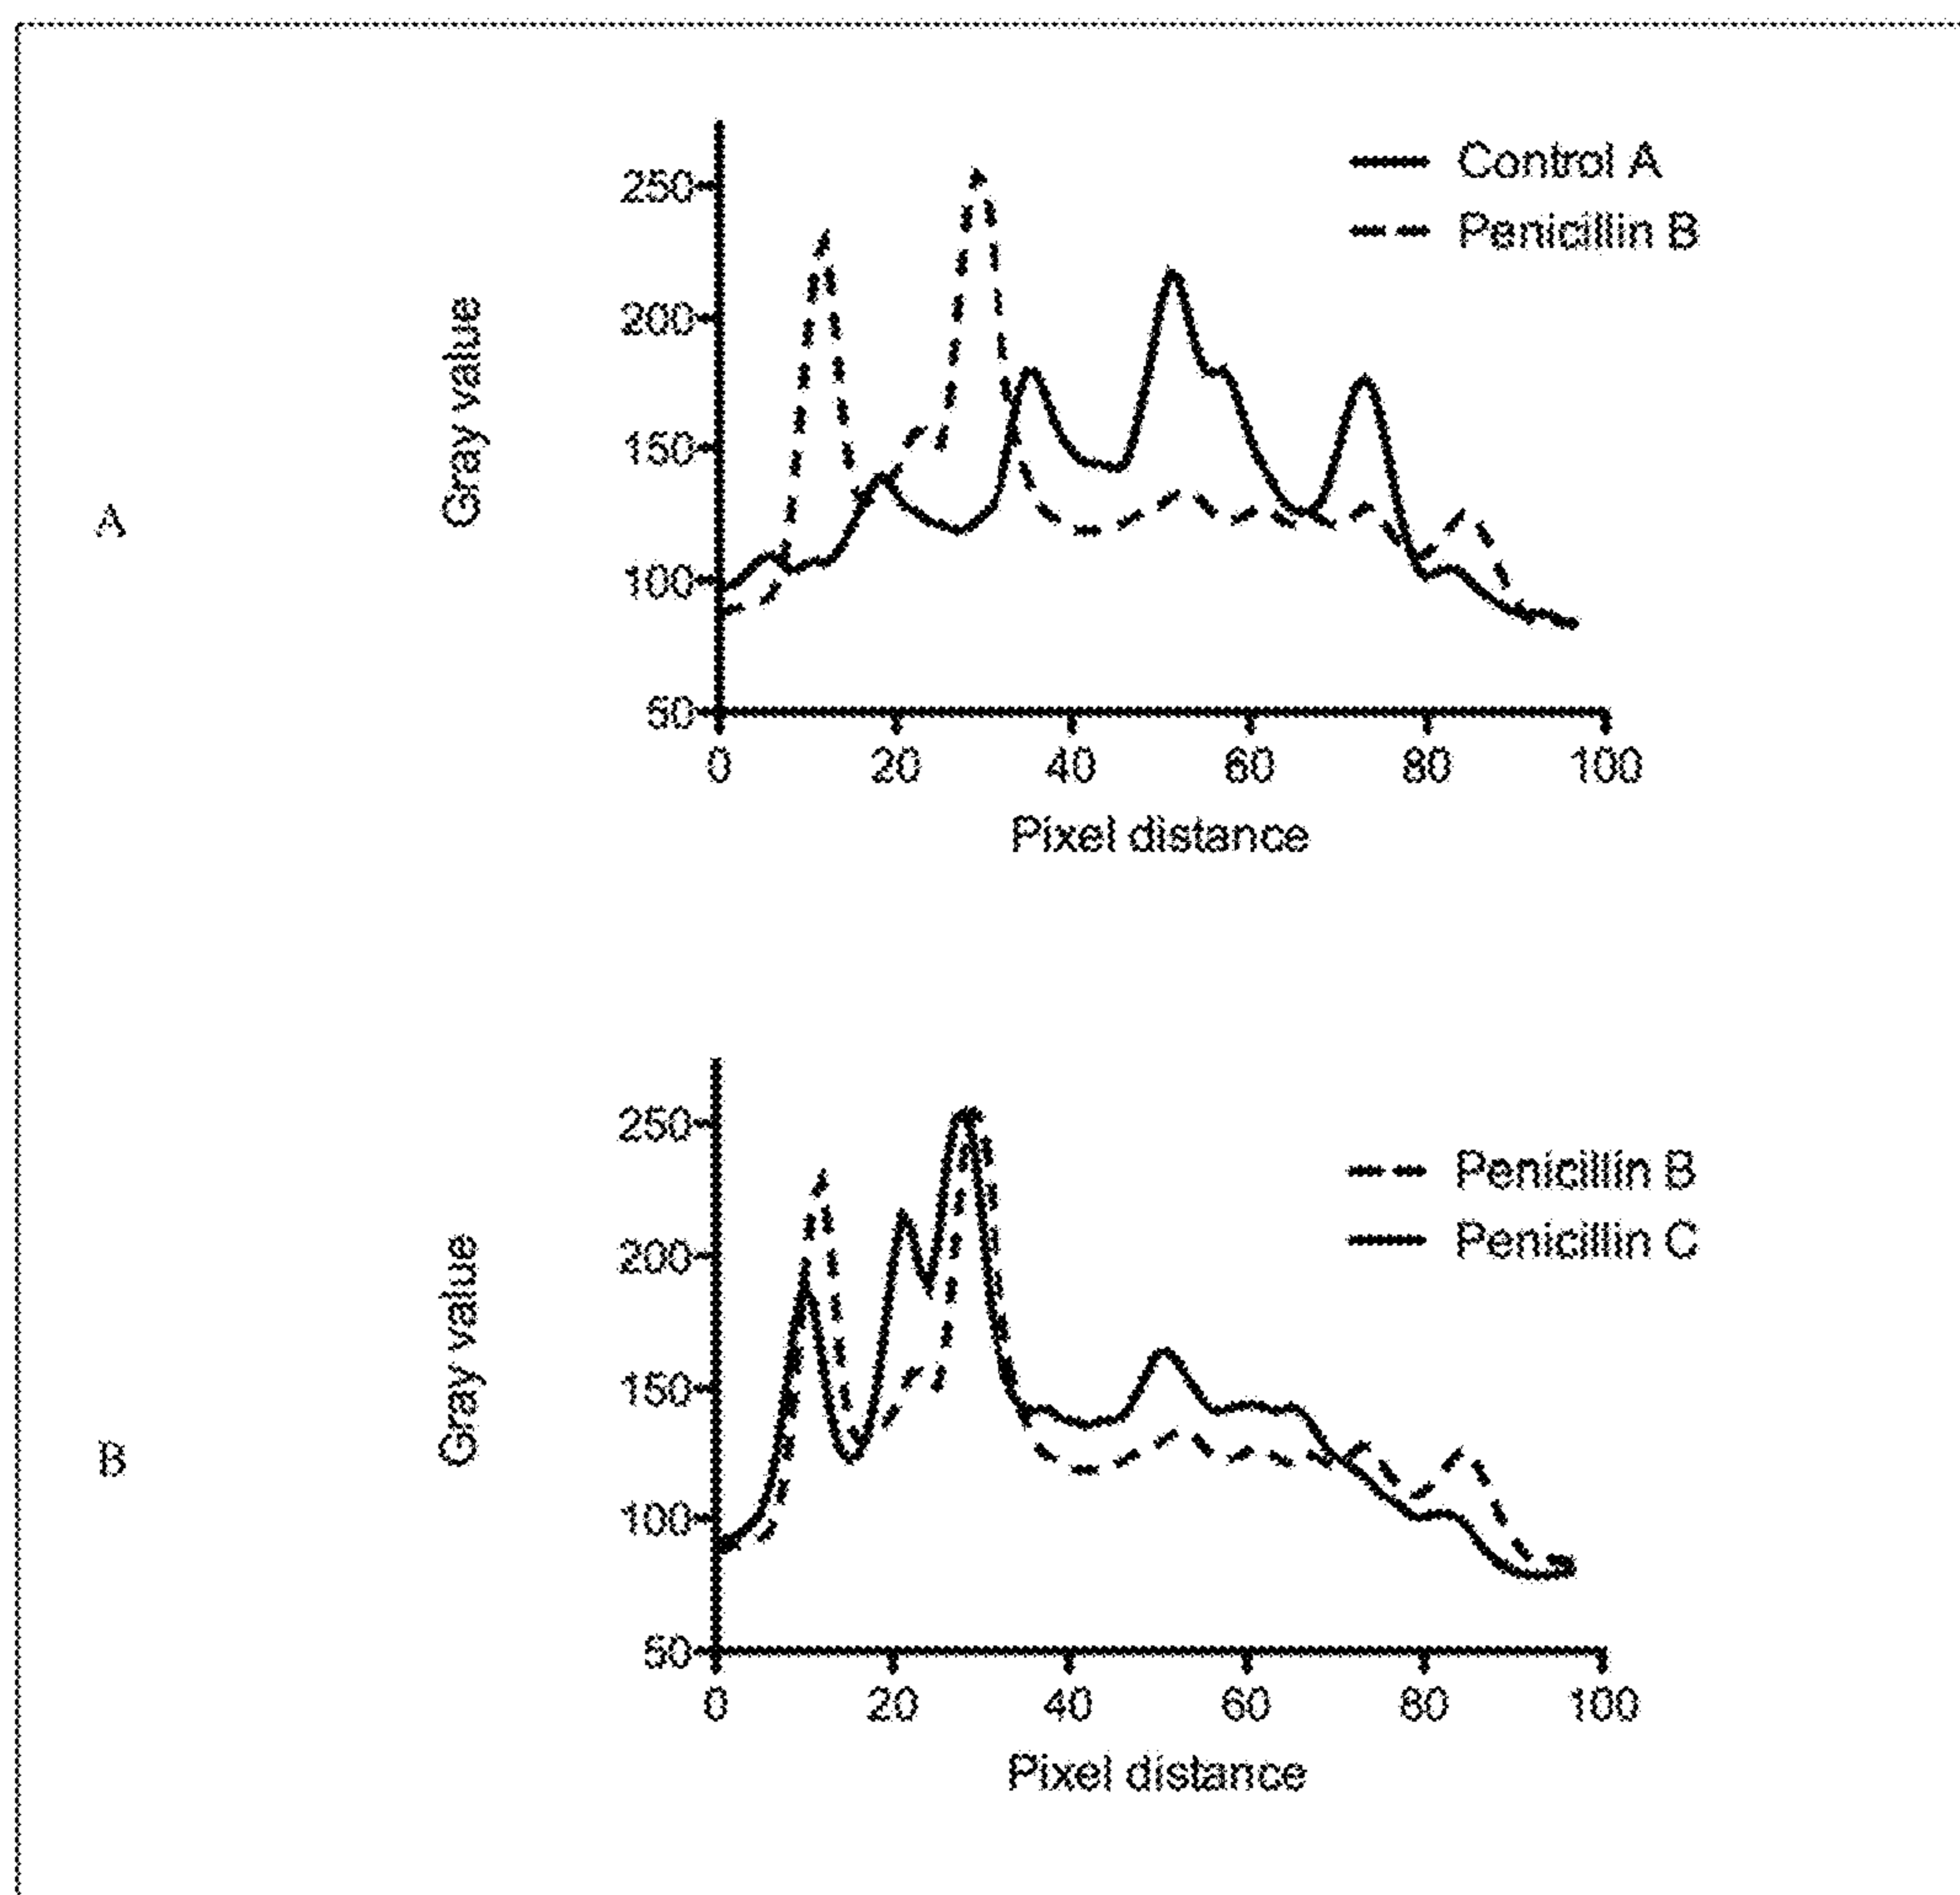 A
Gray value
250
200
150
100
50
0 20 40 60 80 100
Pixel distance
Control A
Penicillin B
B
Gray value
250
200
150
100
50
0 20 40 60 80 100
Pixel distance
Penicillin B
Penicillin C